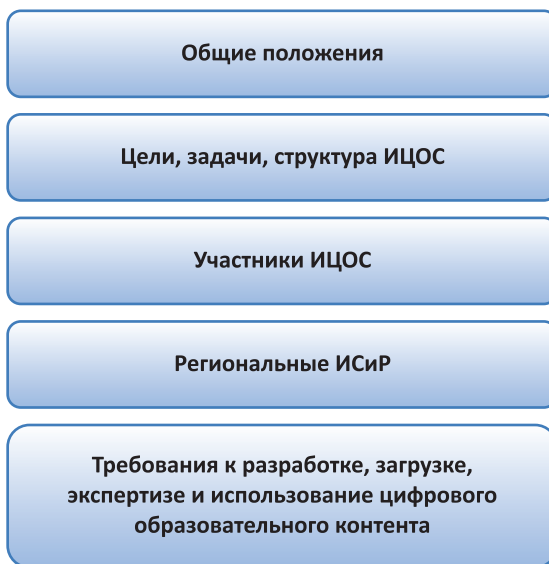 Общие положения
Цели, задачи, структура ИЦОС
Участники ИЦОС
Региональные ИСиР
Требования к разработке, загрузке,
экспертизе и использование цифрового
образовательного контента